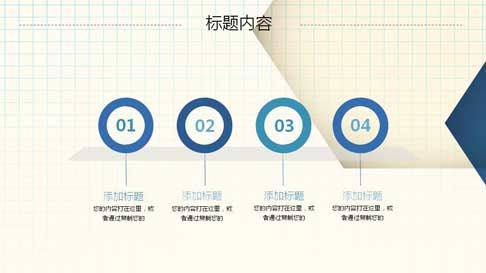 标题内容
01
02
03
04
添加标题
您的内容打在这里，或
者通过复制您的
添加标题
您的内容打在这里，或
者通过复制您的
添加标题
您的内容打在这里，或
者通过复制您的
添加标题
您的内容打在这里，或
者通过复制您的